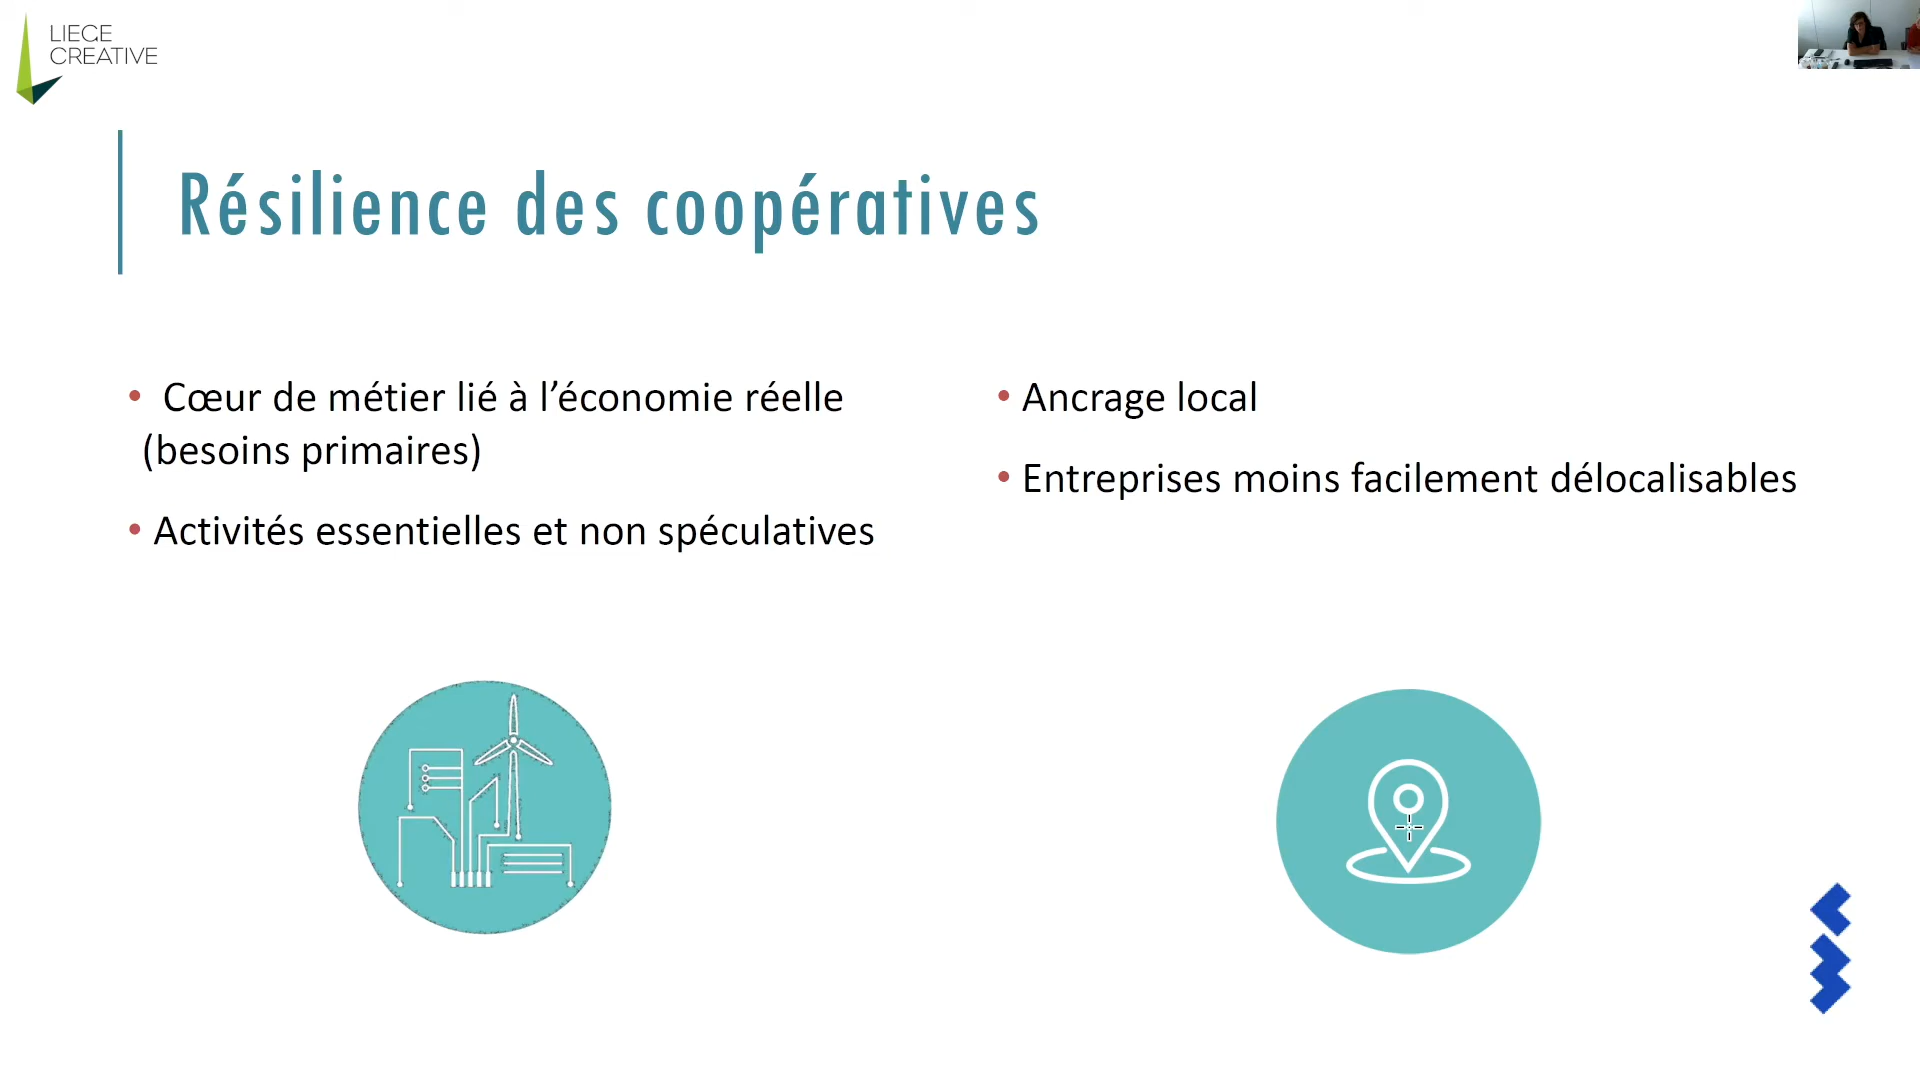 LIEGE
CREATIVE
Résilience des coopératives
• Cœur de métier lié à l’économie réelle
(besoins primaires)
• Activités essentielles et non spéculatives
• Ancrage local
• Entreprises moins facilement délocalisables